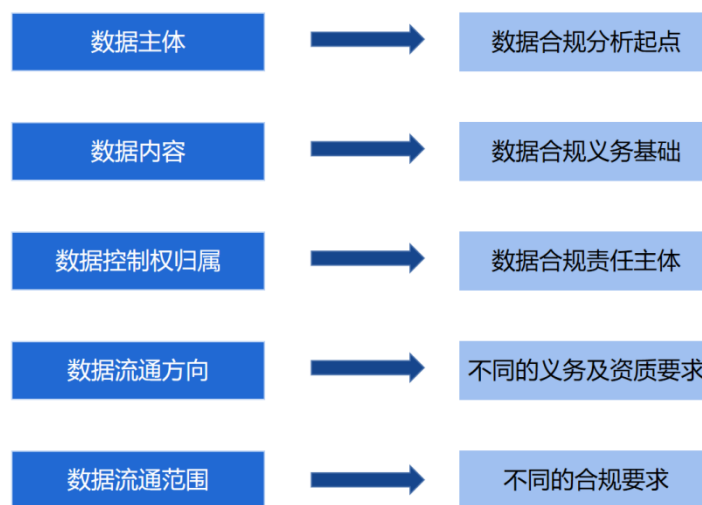 数据主体
数据合规分析起点
数据内容
数据合规义务基础
数据控制权归属
数据合规责任主体
数据流通方向
不同的义务及资质要求
数据流通范围
不同的合规要求